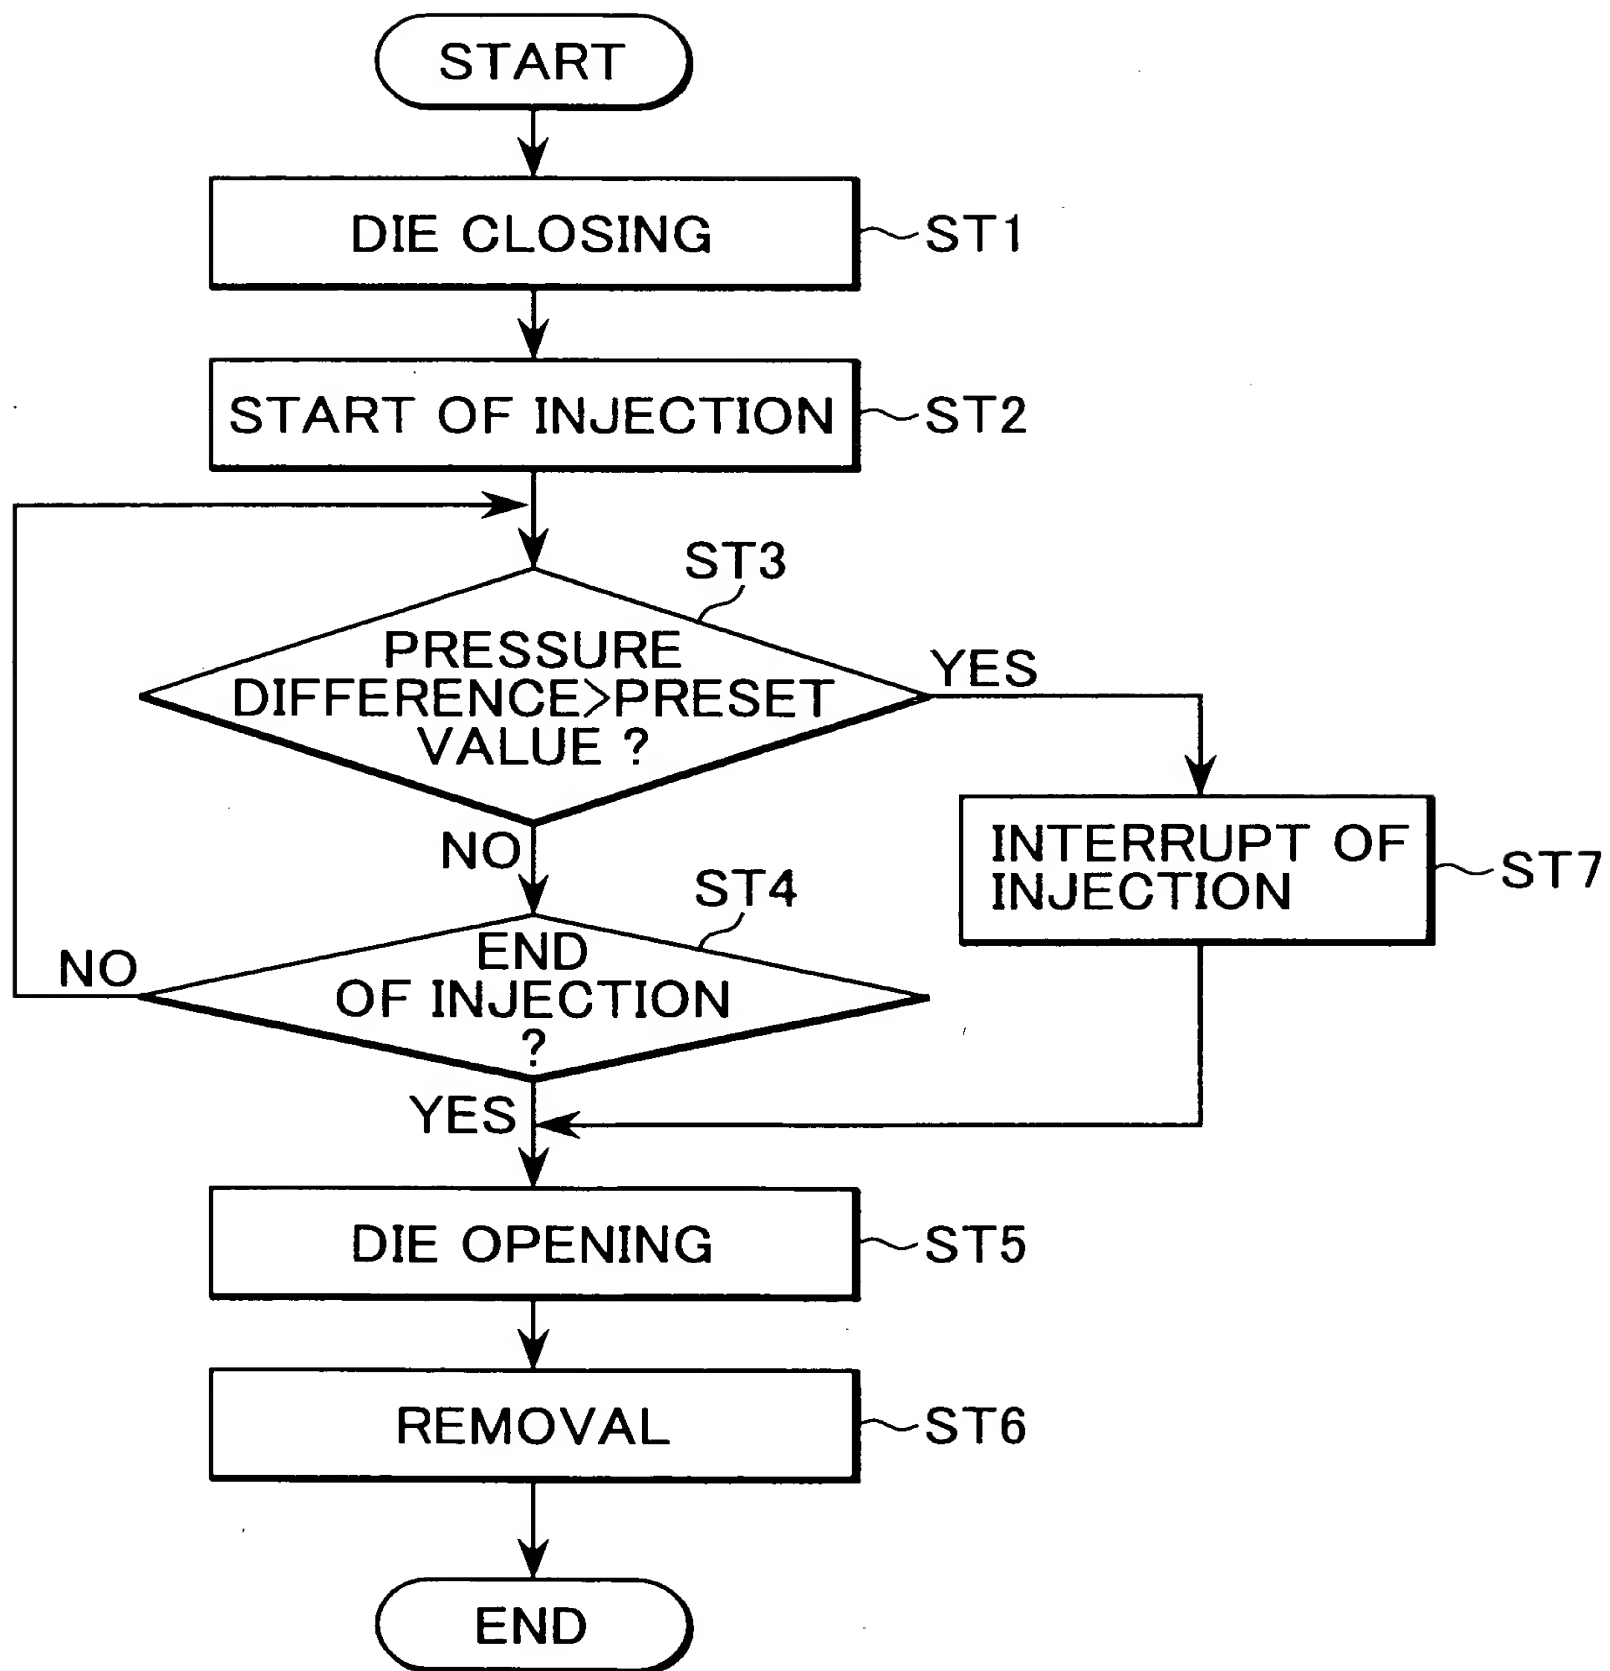 START
DIE CLOSING
ST1
START OF INJECTION
ST2
ST3
PRESSURE
DIFFERENCE>PRESET
VALUE ?
YES
NO
INTERRUPT OF
INJECTION
ST7
ST4
END
OF INJECTION
?
NO
YES
DIE OPENING
ST5
REMOVAL
ST6
END